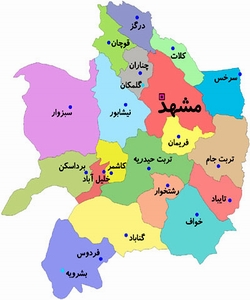 درگز
قوچان
کلات
چناران
گلمکان
سرخس
مشهد
سبزوار
نیشابور
فریمان
تربت جام
تربت حیدریه
کاشمر
بردسکن
خلیل آباد
رشتخوار
تایباد
خواف
گناباد
فردوس
بشرویه